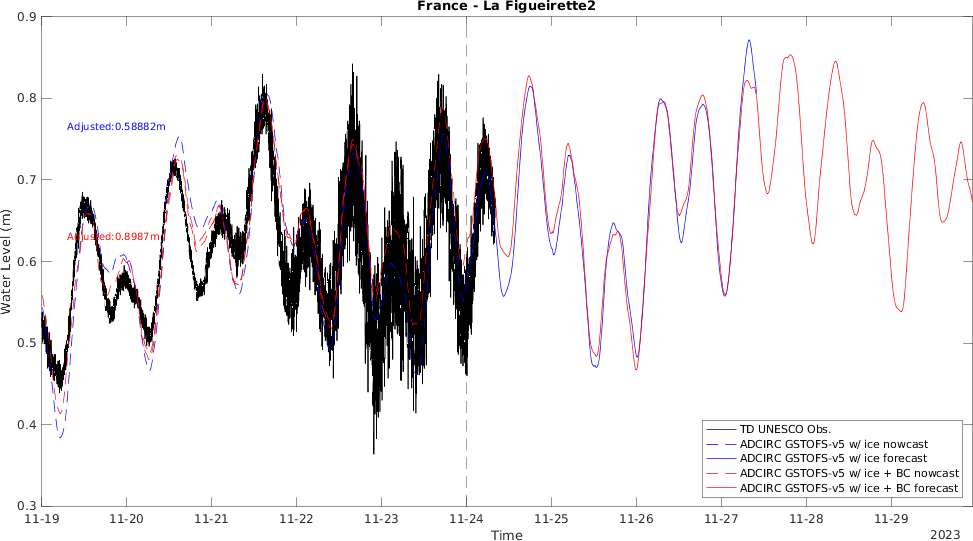 France - La Figueirette2
0.9
0.8
0.7
0.6
0.5
0.4
0.3
Water Level (m)
Adjusted:0.58882m
Adjusted:0.8987m
TD UNESCO Obs.
ADCIRC GSTOFS-v5 w/ ice nowcast
ADCIRC GSTOFS-v5 w/ ice forecast
ADCIRC GSTOFS-v5 w/ ice + BC nowcast
ADCIRC GSTOFS-v5 w/ ice + BC forecast
11-19 11-20 11-21 11-22 11-23 11-24 11-25 11-26 11-27 11-28 11-29
Time
2023